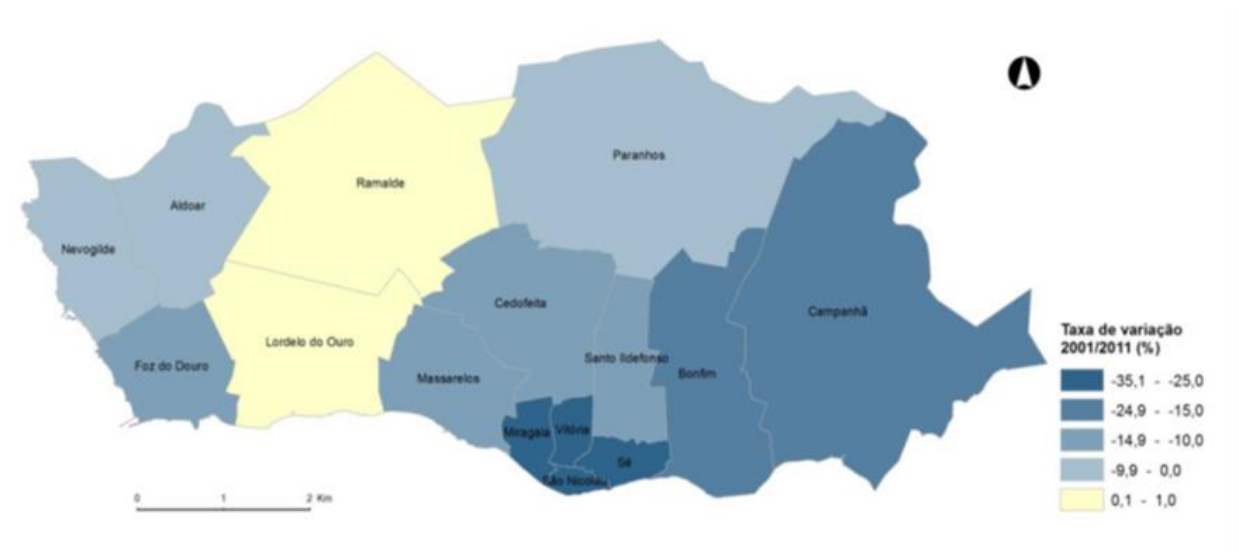 Paranhos
Ramalde
Aldoar
Nevogilde
Cedofeita
Campanhã
Lordelo do Ouro
Santo Ildefonso
Foz do Douro
Massarelos
Bonfim
Miragaia
Vitória
Sé
São Nicolau
Taxa de variação
2001/2011 (%)
-35,1 - -25,0
-24,9 - -15,0
-14,9 - -10,0
-9,9 - 0,0
0,1 - 1,0
0 1 2 Km